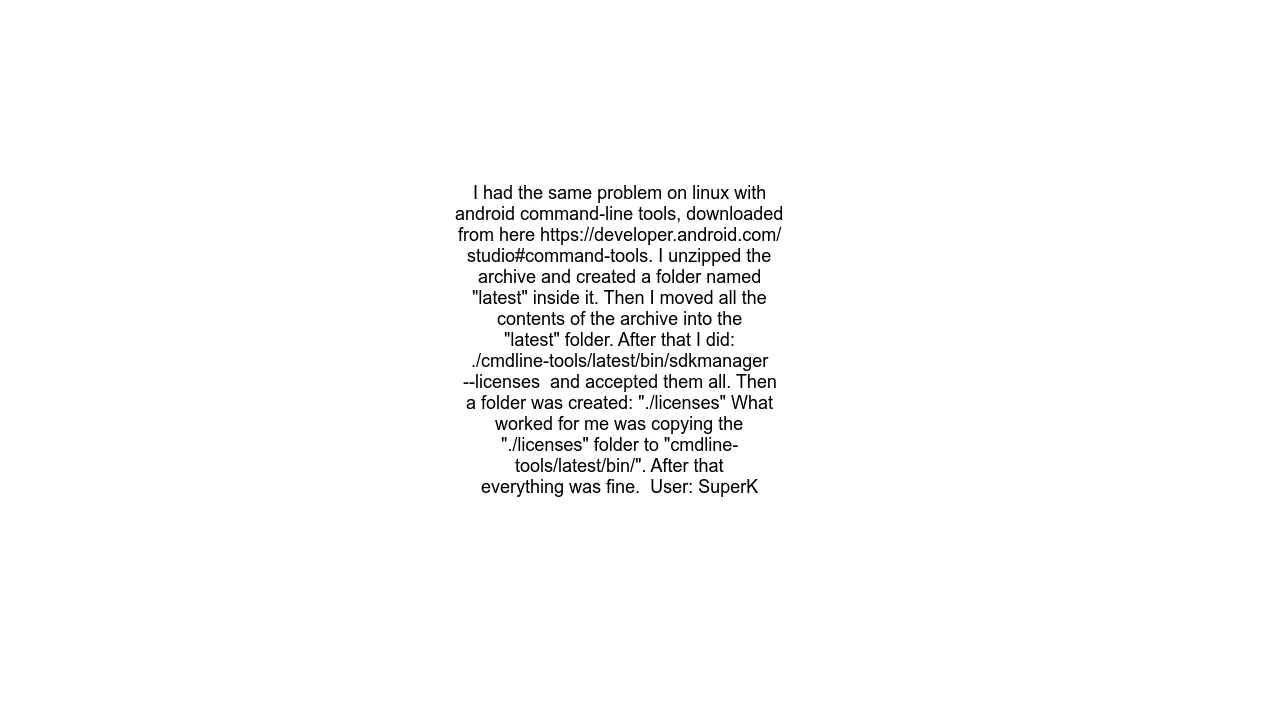 I had the same problem on linux with
android command-line tools, downloaded
from here https://developer.android.com/
studio#command-tools. I unzipped the
archive and created a folder named
"latest" inside it. Then I moved all the
contents of the archive into the
"latest" folder. After that I did:
./cmdline-tools/latest/bin/sdkmanager
--licenses  and accepted them all. Then
a folder was created: "./licenses" What
worked for me was copying the
"./licenses" folder to "cmdline-
tools/latest/bin/". After that
everything was fine.  User: SuperK